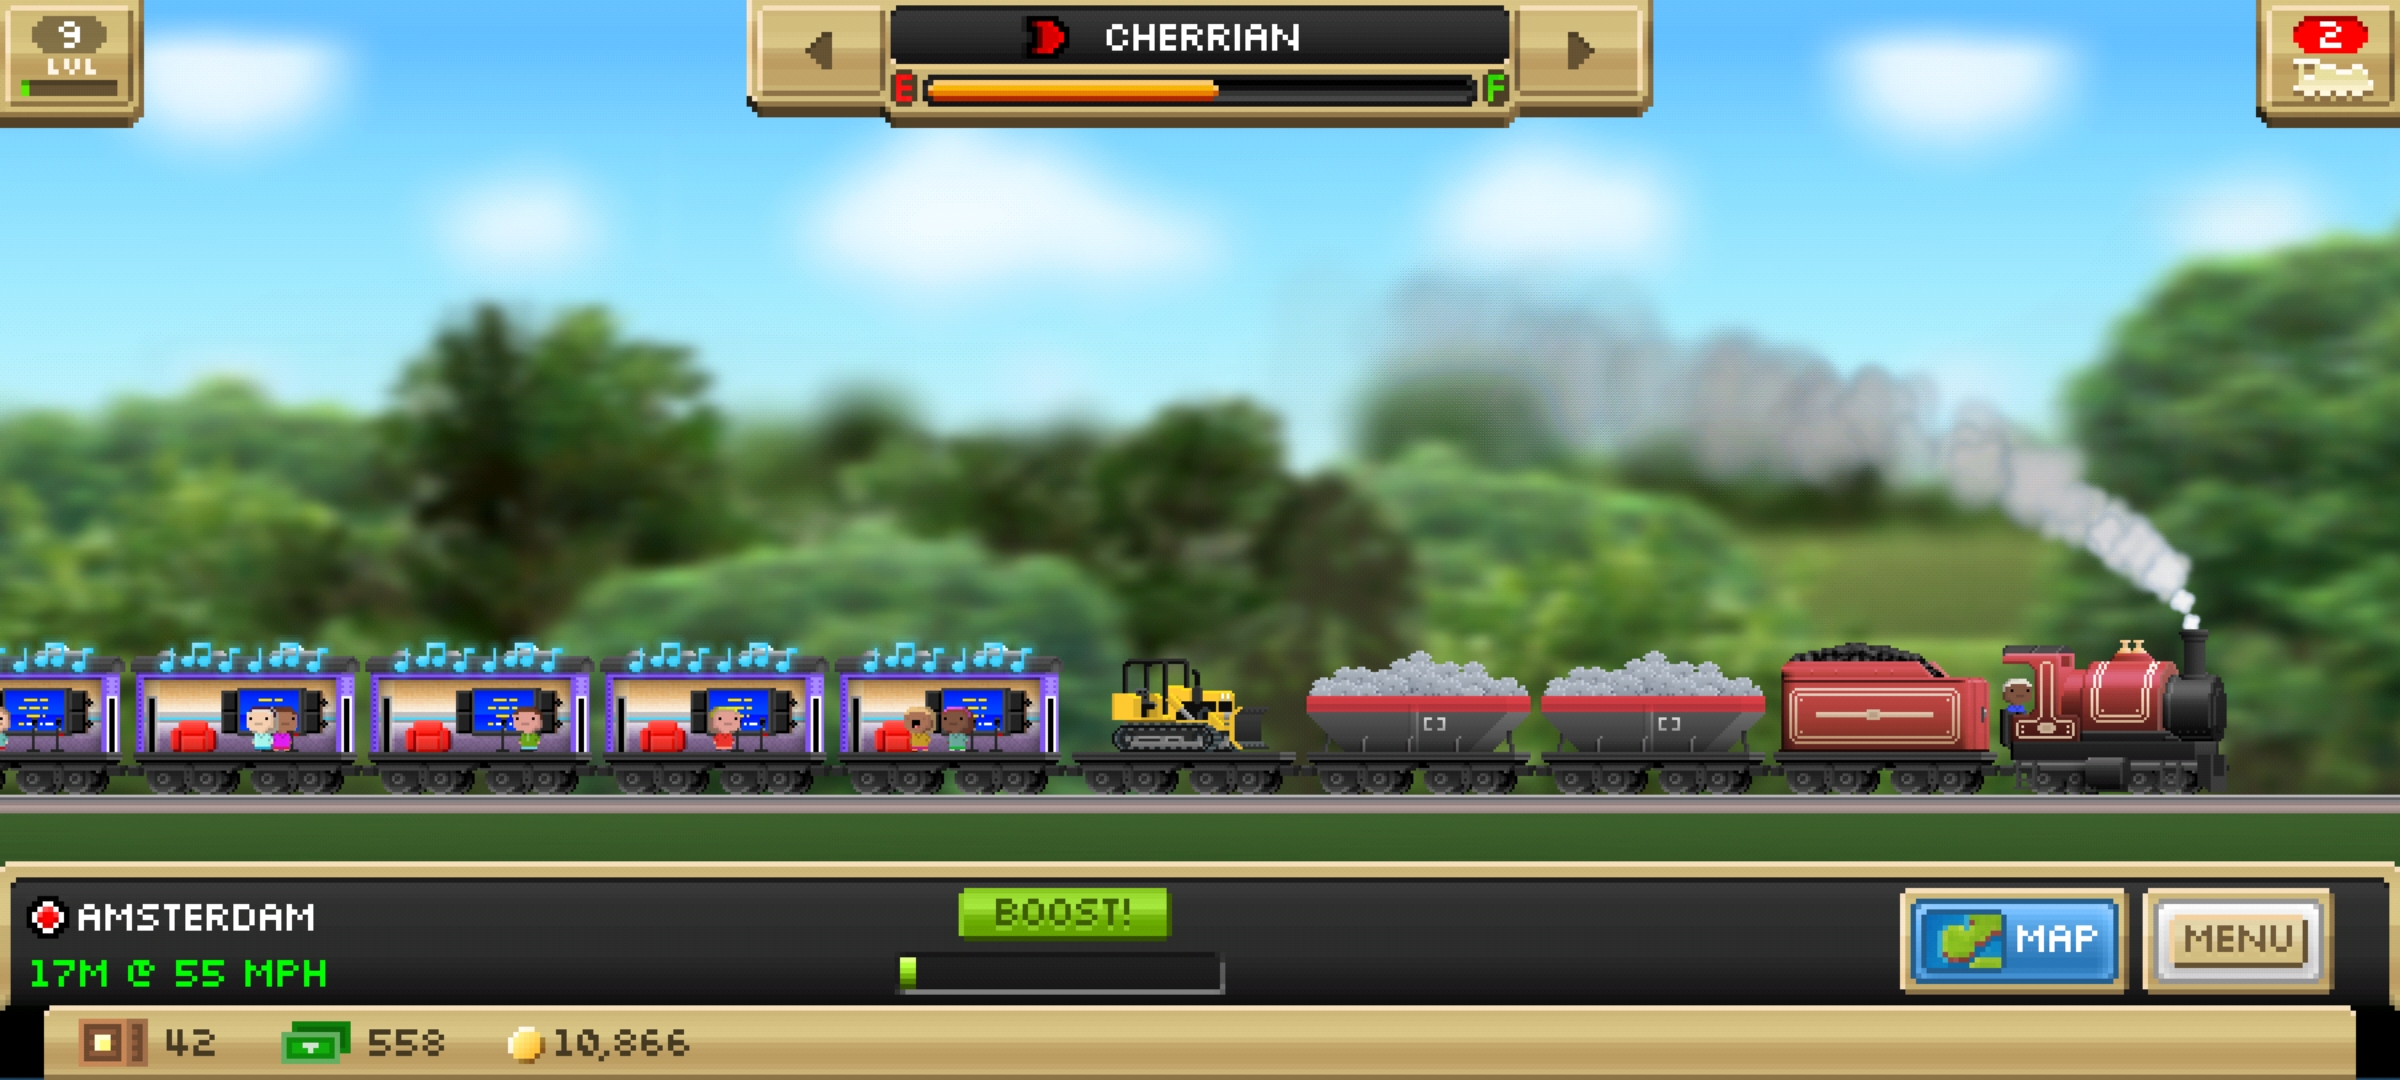 9
LVL
CHERRIAN
E F
2
AMSTERDAM
17M @ 55 MPH
BOOST!
MAP
MENU
42 558 10,866